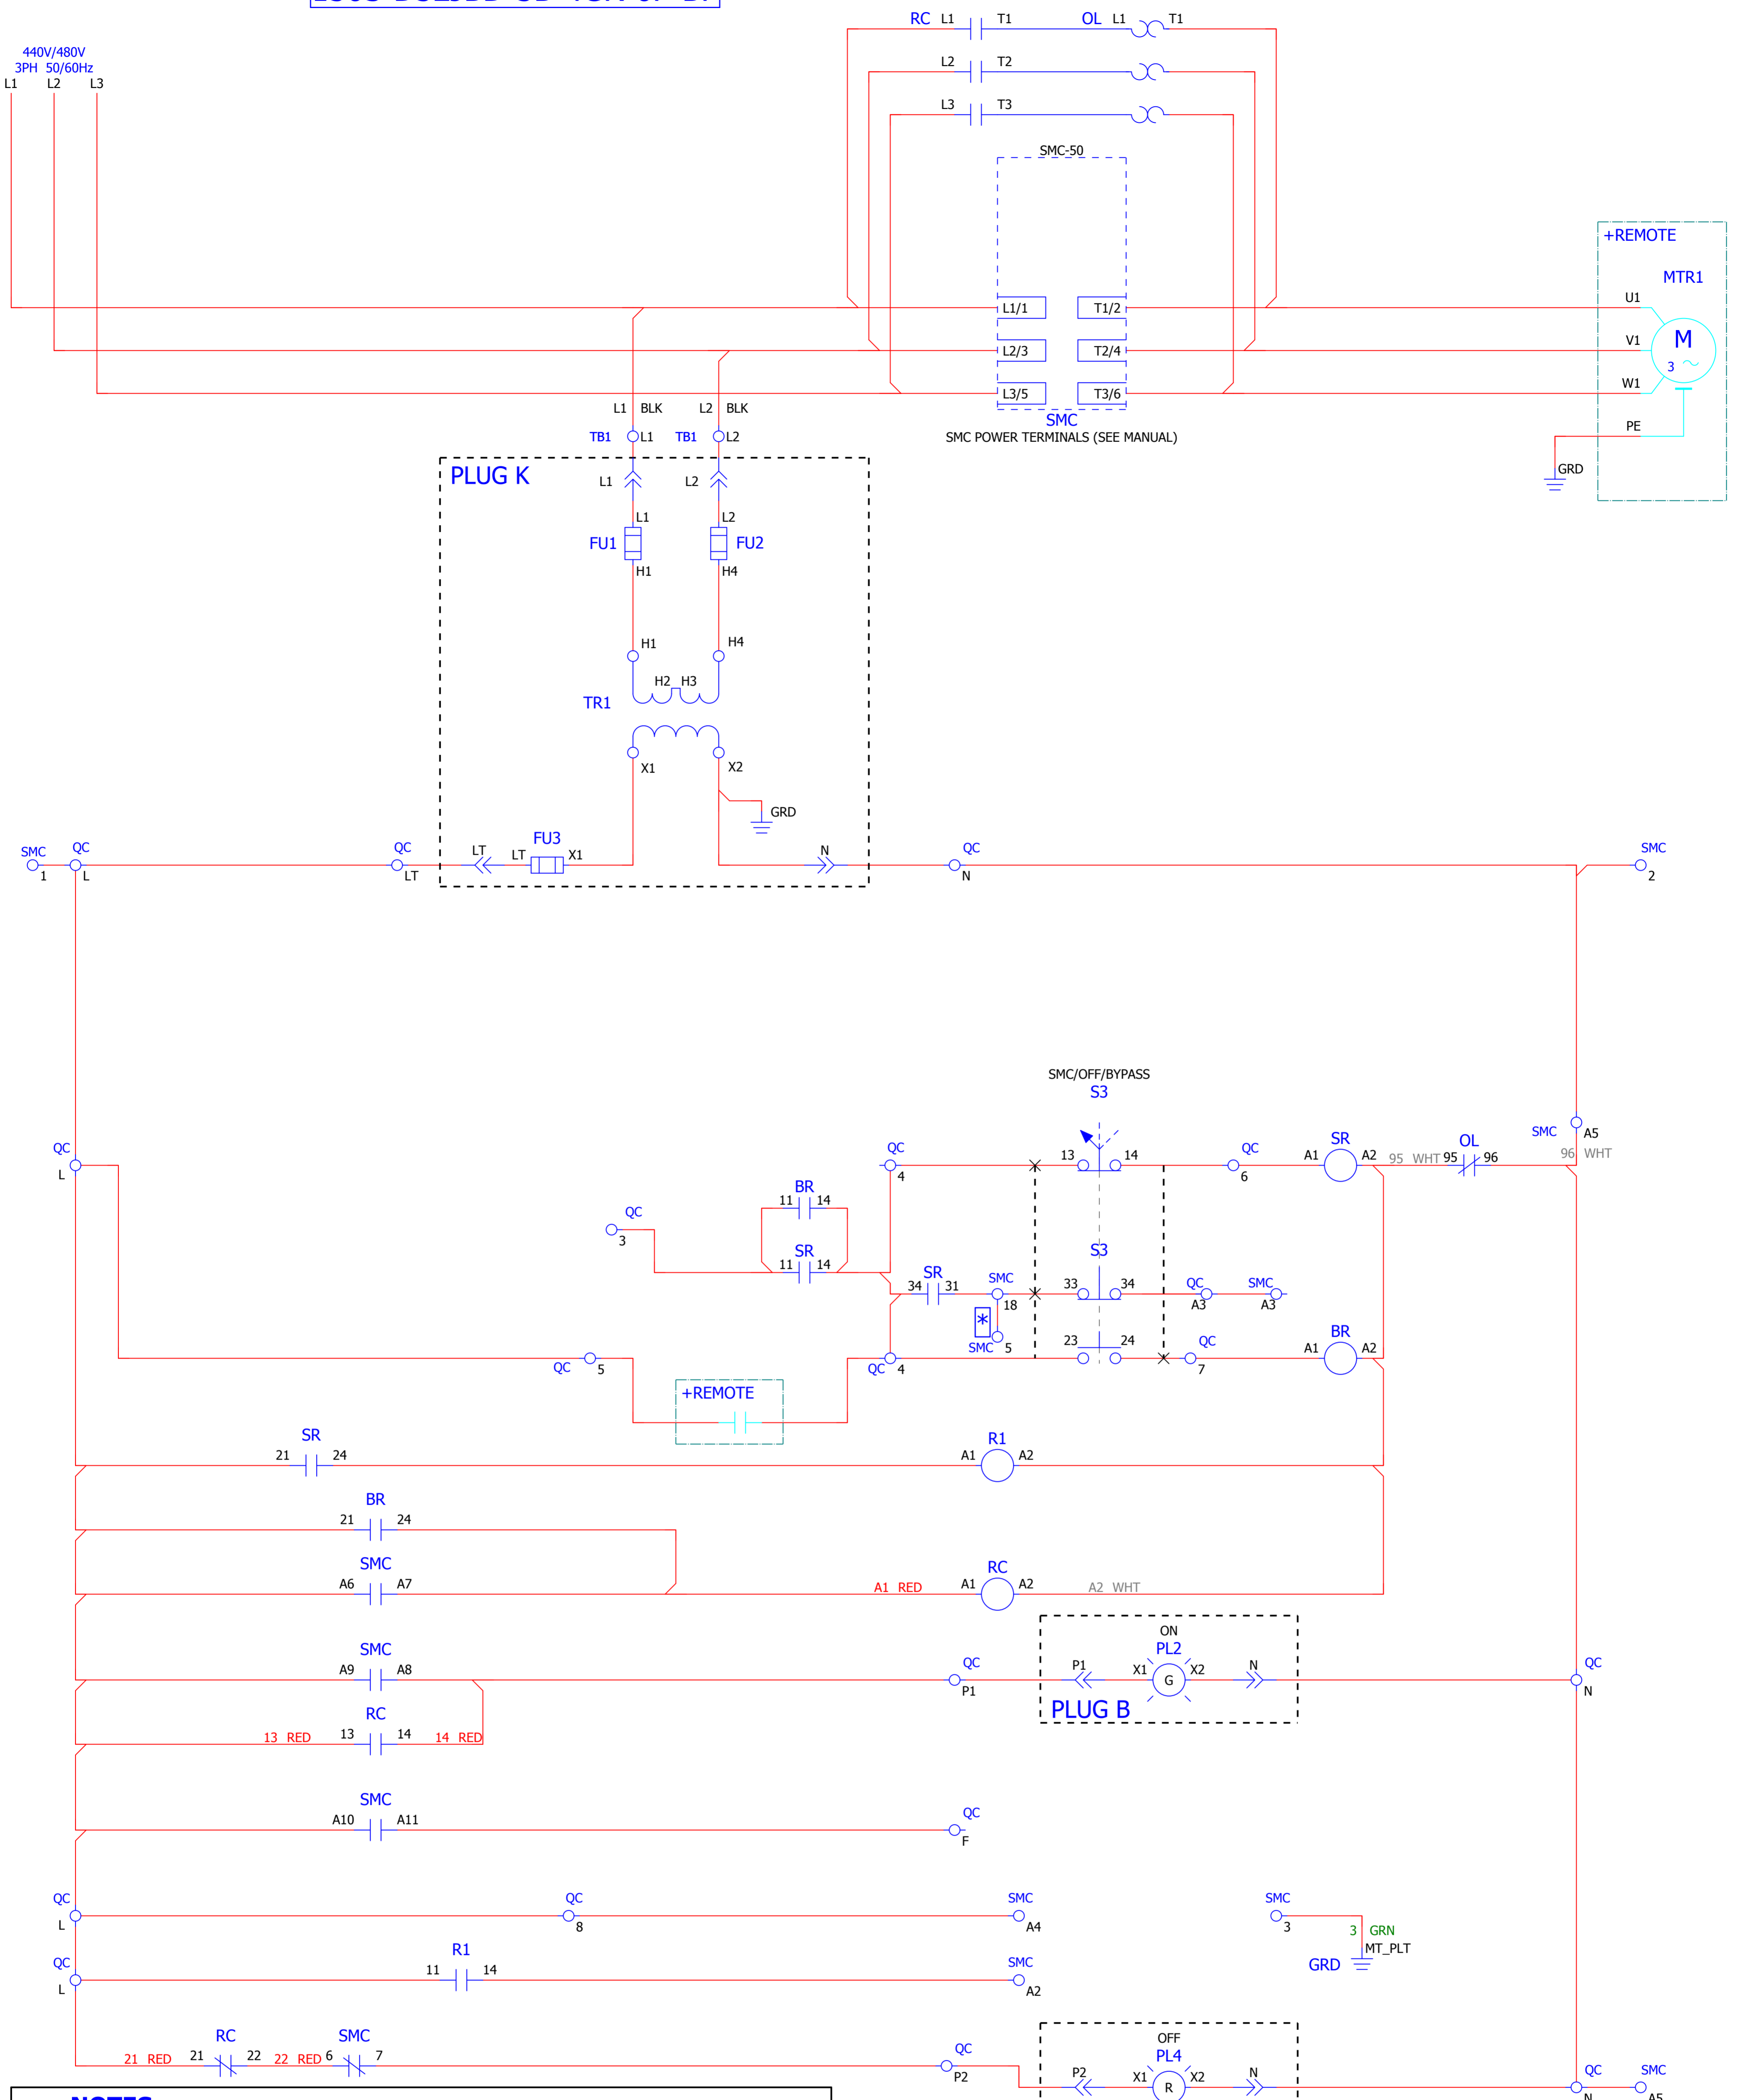 440V/480V
3PH 50/60Hz
L1 L2 L3
RC L1 T1 OL L1 T1
L2 T2
L3 T3
SMC-50
L1/1 T1/2
L2/3 T2/4
L3/5 T3/6
SMC
SMC POWER TERMINALS (SEE MANUAL)
+REMOTE
MTR1
U1
V1
M
3
W1
PE
GRD
L1 BLK L2 BLK
TB1 L1 TB1 L2
PLUG K
L1 L2
L1 L2
FU1 FU2
H1 H4
H1 H4
H2 H3
TR1
X1 X2
GRD
SMC QC QC FU3 QC SMC
LT LT X1 N
1 L LT N 2
SMC/OFF/BYPASS
S3
SMC A5
QC QC 13 14 QC SR OL
A1 A2 95 WHT 95 96 96 WHT
L 4 6
BR
11 14
QC
3
SR
11 14
S3
SR
34 31 SMC 33 34 QC SMC
18 A3 A3
*
SMC 5 23 24 QC BR
A1 A2
QC 5 QC 4 7
+REMOTE
SR
21 24
R1
A1 A2
BR
21 24
SMC
A6 A7
RC
A1 RED A1 A2 A2 WHT
ON
SMC QC PL2 QC
A9 A8 P1 X1 X2 N
P1 G N
PLUG B
RC
13 RED 13 14 14 RED
SMC
A10 A11
QC
F
QC QC SMC SMC
L 8 A4 3
3 GRN
MT_PLT
GRD
QC R1 SMC
11 14
L A2
OFF
RC SMC QC PL4 QC SMC
21 RED 21 22 22 RED 6 7
P2 P2 X1 X2 N
R
N A5